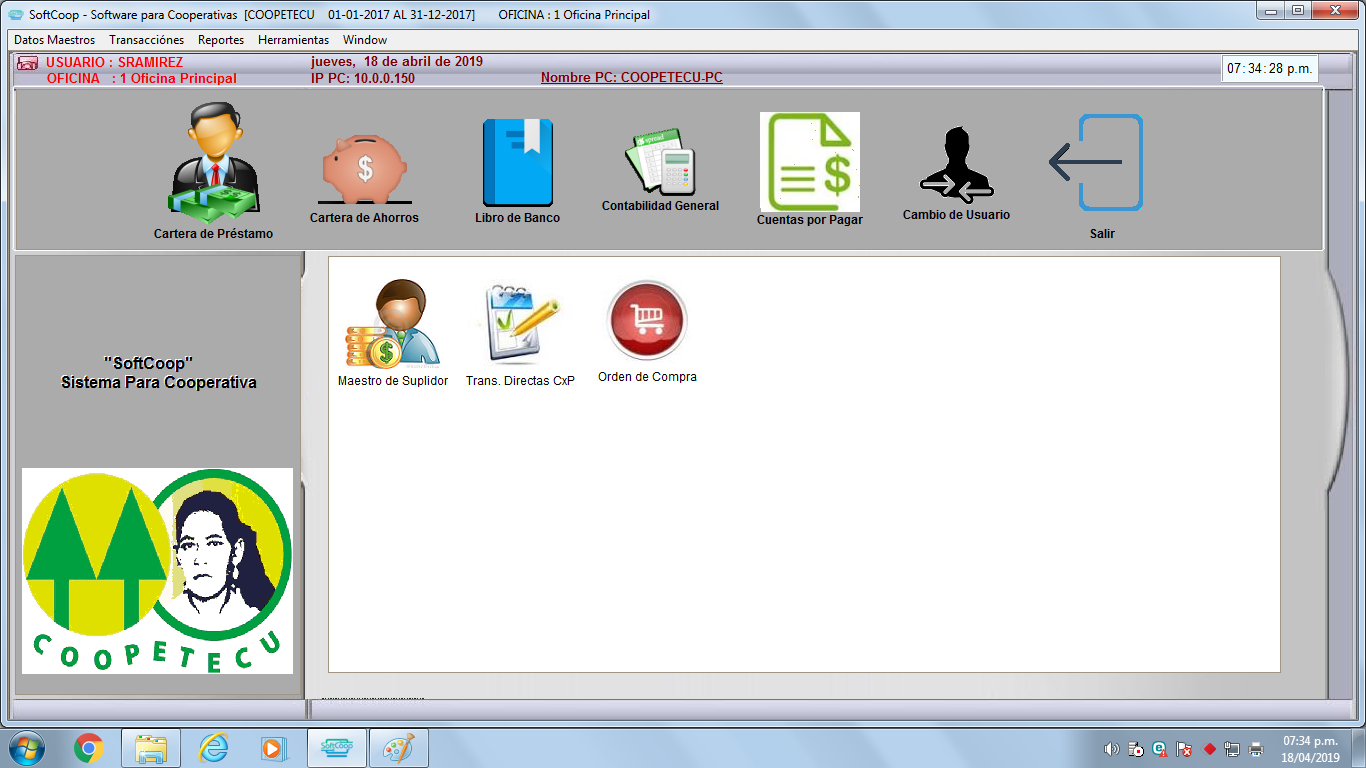 SoftCoop - Software para Cooperativas [COOPETECU 01-01-2017 AL 31-12-2017] OFICINA : 1 Oficina Principal
Datos Maestros Transacciónes Reportes Herramientas Window
USUARIO : SRAMIREZ jueves, 18 de abril de 2019
OFICINA : 1 Oficina Principal IP PC: 10.0.0.150 Nombre PC: COOPETECU-PC
07:34:28 p.m.
Cartera de Préstamo
Cartera de Ahorros
Libro de Banco
spread
Contabilidad General
Cuentas por Pagar
Cambio de Usuario
Salir
"SoftCoop"
Sistema Para Cooperativa
COOPETECU
Maestro de Suplidor
Trans. Directas CxP
Orden de Compra
SoftCoop
07:34 p.m.
18/04/2019